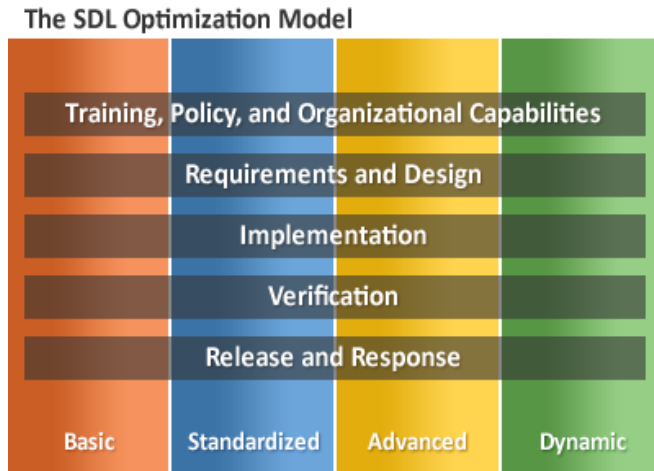 The SDL Optimization Model
Training, Policy, and Organizational Capabilities
Requirements and Design
Implementation
Verification
Release and Response
Basic Standardized Advanced Dynamic